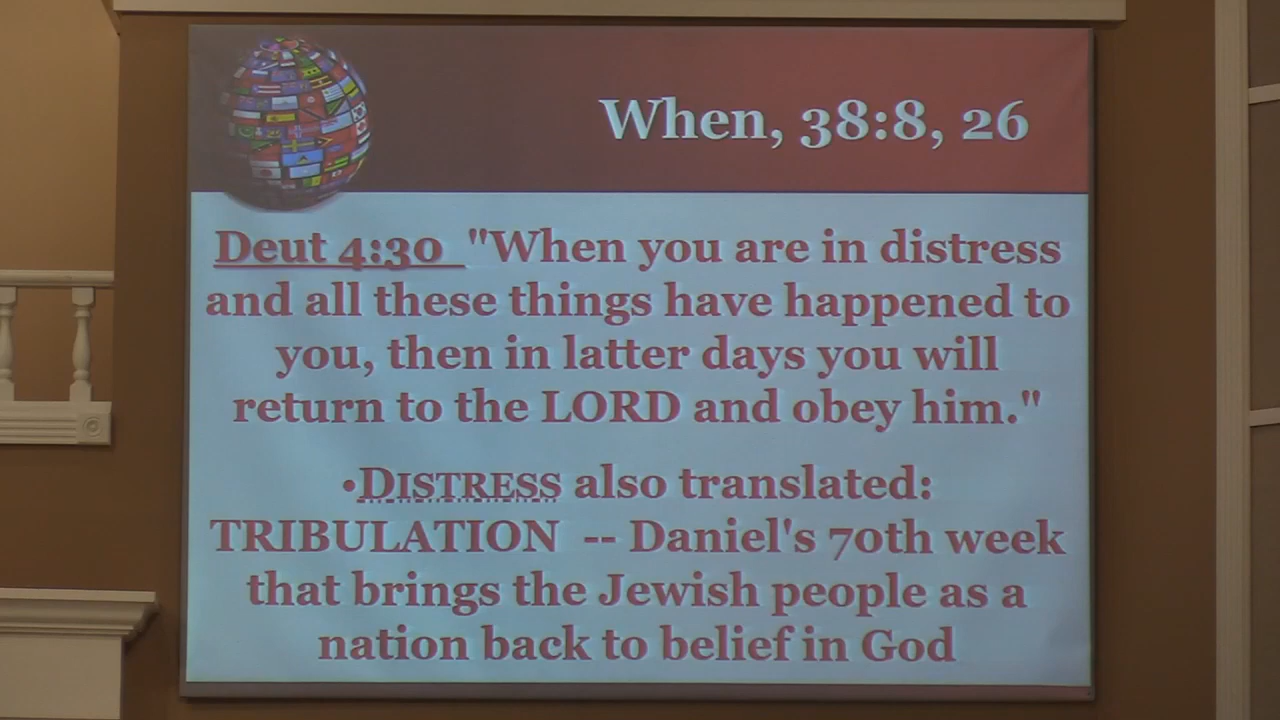 When, 38:8, 26
Deut 4:30 "When you are in distress
and all these things have happened to
you, then in latter days you will
return to the LORD and obey him."
•DISTRESS also translated:
TRIBULATION -- Daniel's 70th week
that brings the Jewish people as a
nation back to belief in God